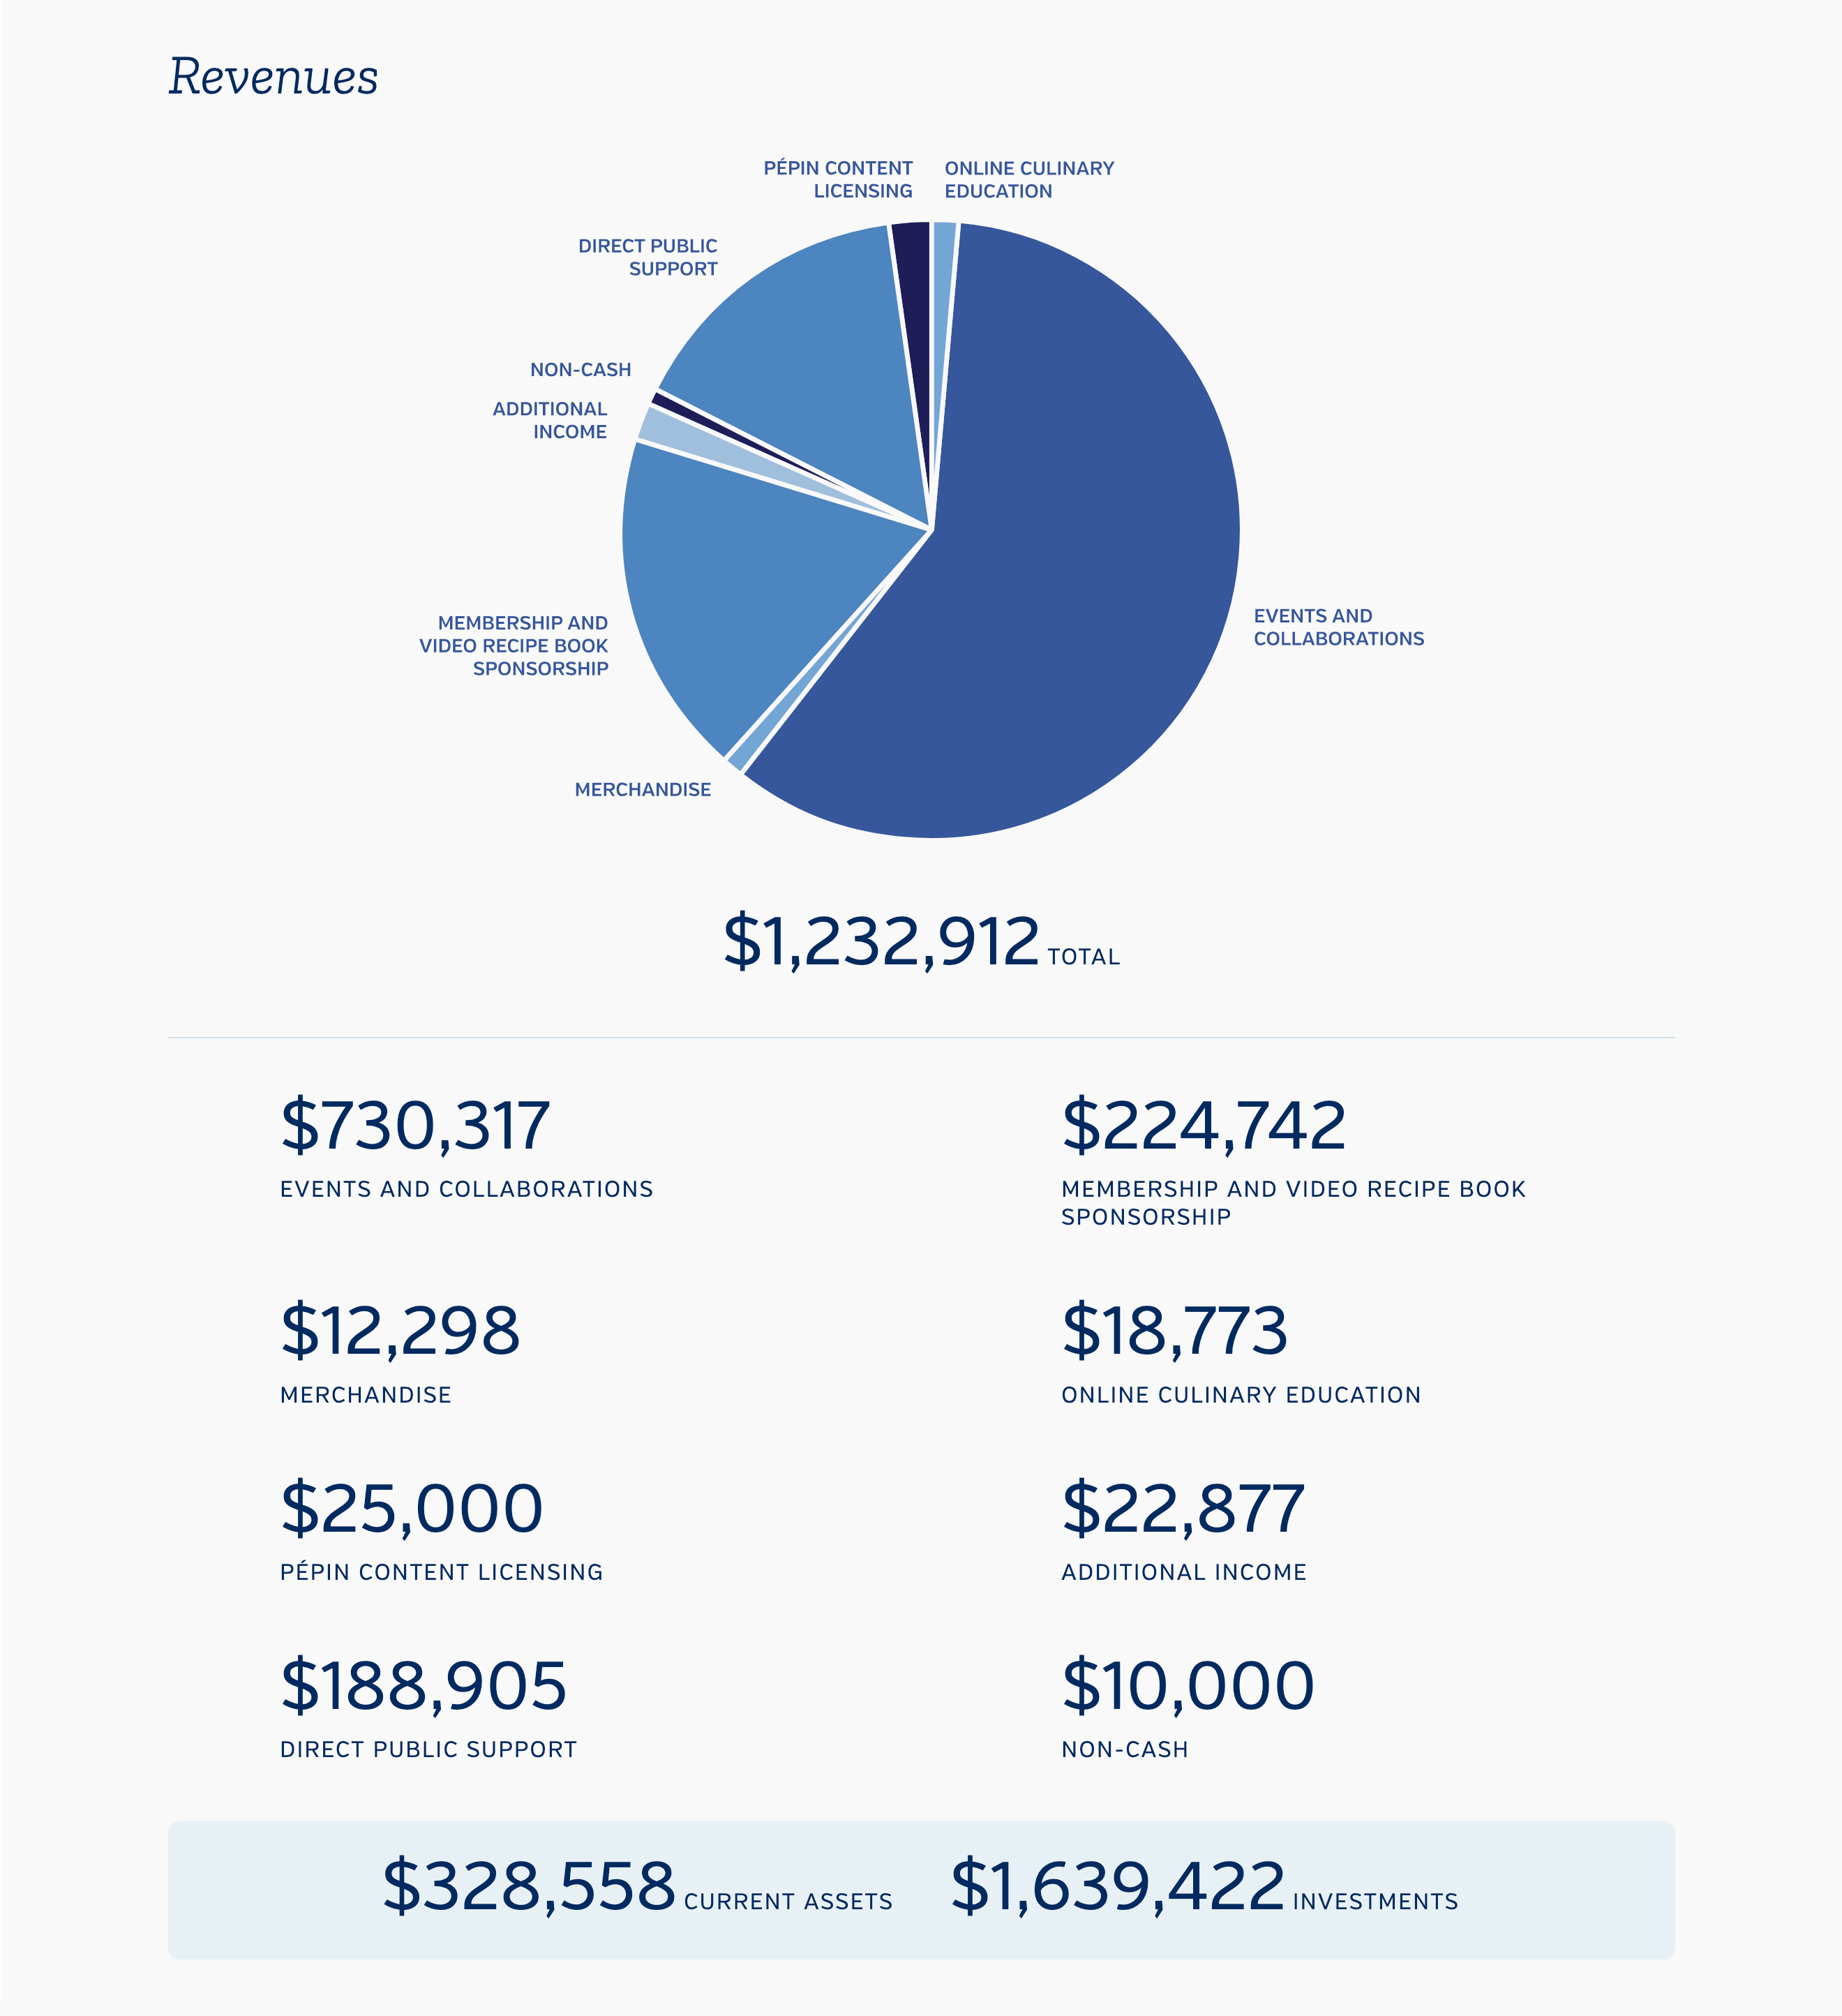 Revenues
PÉPIN CONTENT
LICENSING
ONLINE CULINARY
EDUCATION
DIRECT PUBLIC
SUPPORT
NON-CASH
ADDITIONAL
INCOME
MEMBERSHIP AND
VIDEO RECIPE BOOK
SPONSORSHIP
EVENTS AND
COLLABORATIONS
MERCHANDISE
$1,232,912 TOTAL
$730,317
EVENTS AND COLLABORATIONS
$224,742
MEMBERSHIP AND VIDEO RECIPE BOOK
SPONSORSHIP
$12,298
MERCHANDISE
$18,773
ONLINE CULINARY EDUCATION
$25,000
PÉPIN CONTENT LICENSING
$22,877
ADDITIONAL INCOME
$188,905
DIRECT PUBLIC SUPPORT
$10,000
NON-CASH
$328,558 CURRENT ASSETS
$1,639,422 INVESTMENTS